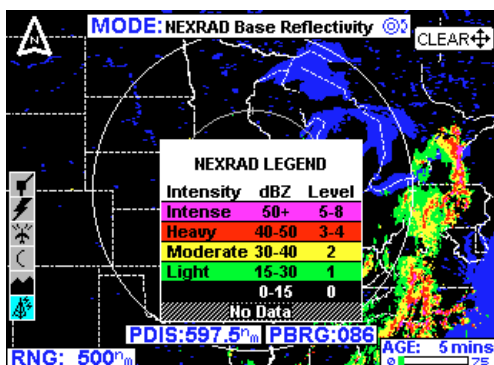 MODE: NEXRAD Base Reflectivity
N
CLEAR
NEXRAD LEGEND
Intensity dBZ Level
Intense 50+ 5-8
Heavy 40-50 3-4
Moderate 30-40 2
Light 15-30 1
0-15 0
No Data
PDIS:597.5nm PBRG:086
RNG: 500nm
AGE: 5 mins
0 75